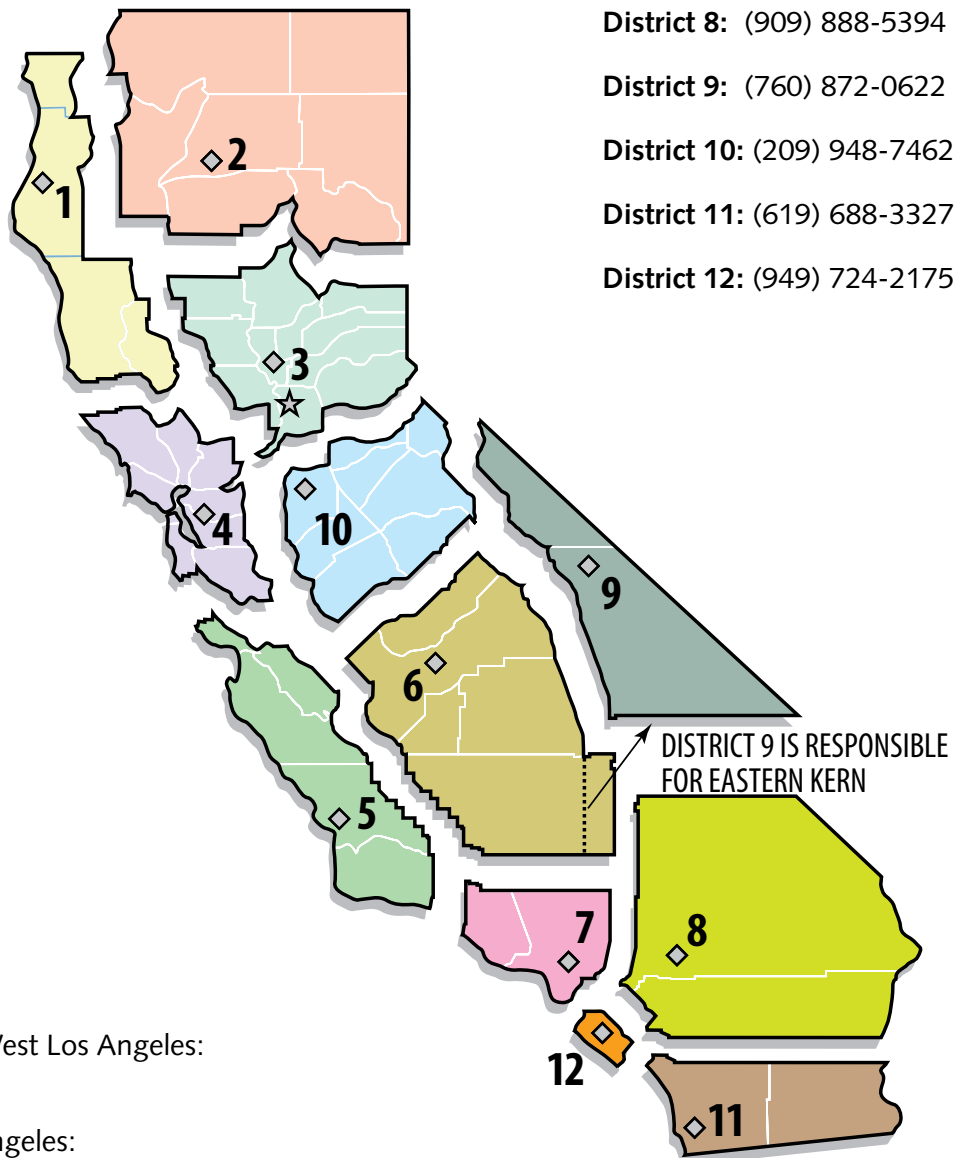 District 8: (909) 888-5394
District 9: (760) 872-0622
District 10: (209) 948-7462
District 11: (619) 688-3327
District 12: (949) 724-2175
1
2
3
4
10
9
6
5
DISTRICT 9 IS RESPONSIBLE
FOR EASTERN KERN
7
8
12
11
Los Angeles: